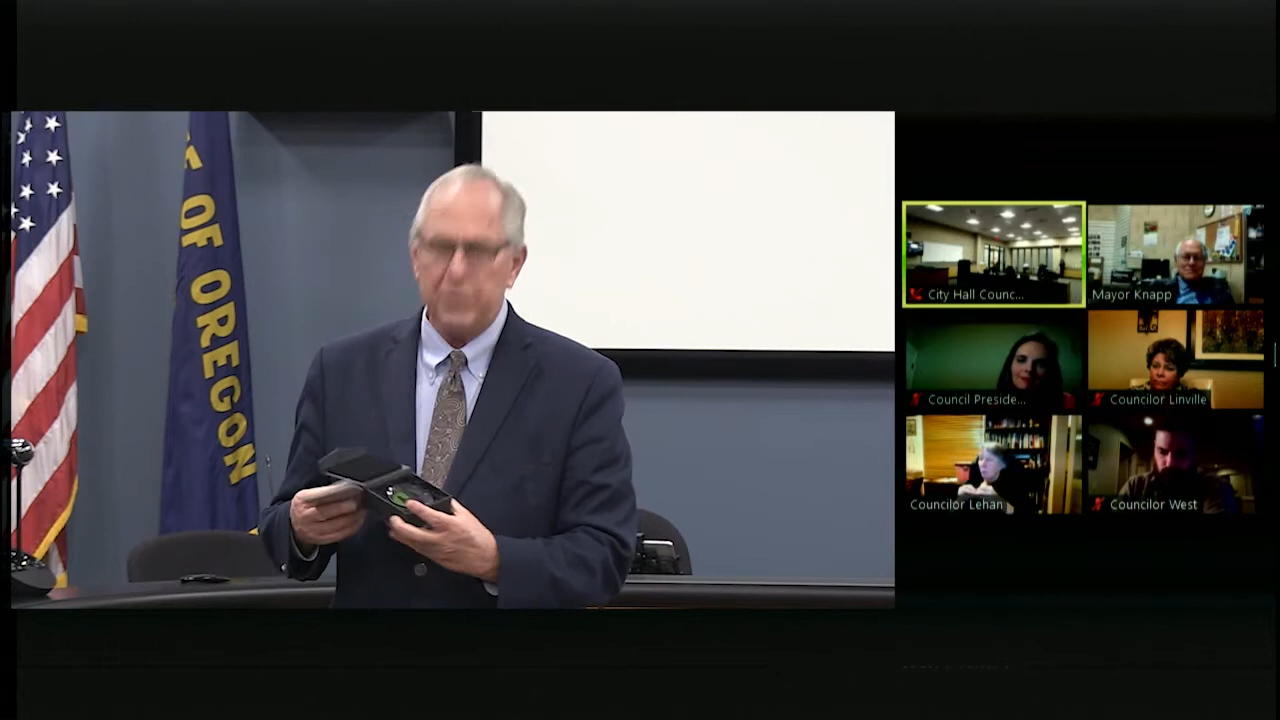 F OF OREGON
City Hall Counc...
Mayor Knapp
Council Preside...
Councilor Linville
Councilor Lehan
Councilor West